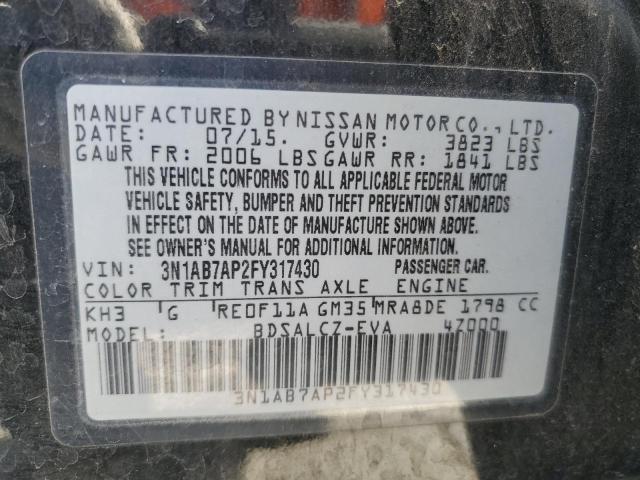 MANUFACTURED BY NISSAN MOTOR CO., LTD.
DATE: 07/15. GVWR: 3823 LBS
GAWR FR: 2006 LBS GAWR RR: 1841 LBS
THIS VEHICLE CONFORMS TO ALL APPLICABLE FEDERAL MOTOR
VEHICLE SAFETY, BUMPER AND THEFT PREVENTION STANDARDS
IN EFFECT ON THE DATE OF MANUFACTURE SHOWN ABOVE.
SEE OWNER'S MANUAL FOR ADDITIONAL INFORMATION.
VIN: 3N1AB7AP2FY317430 PASSENGER CAR.
COLOR TRIM TRANS AXLE ENGINE
KH3 G RE0F11A GM35 MRA8DE 1798 CC
MODEL: BDSALCZ-EVA 4Z000
3N1AB7AP2FY317430